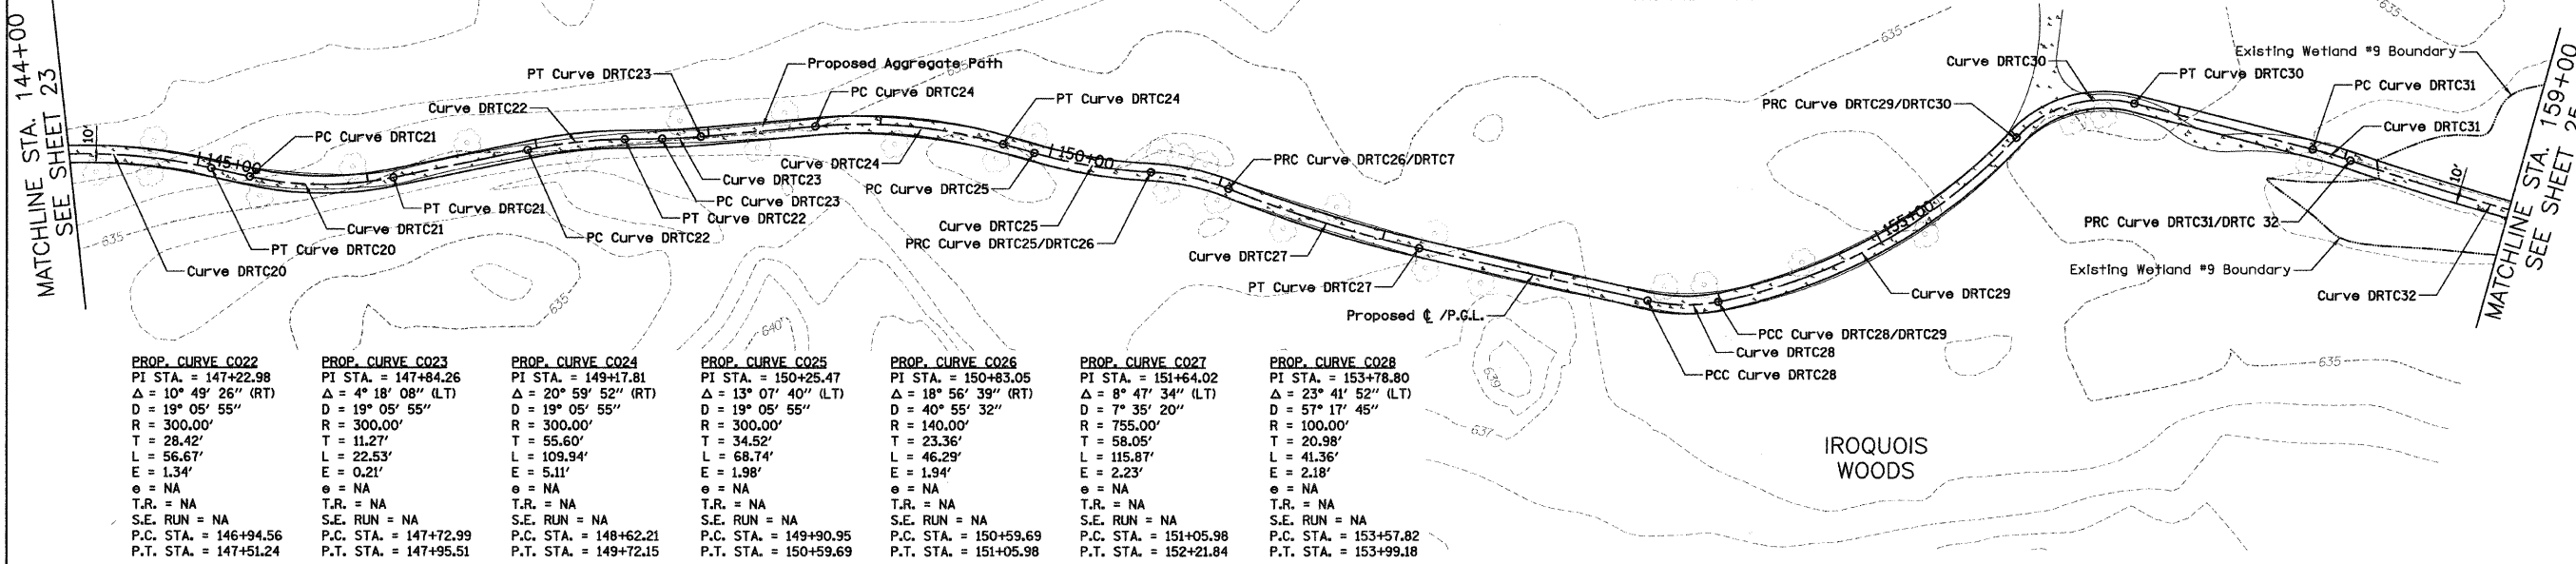 MATCHLINE STA. 144+00
SEE SHEET 23
10'
145+00
PC Curve DRTC21
PT Curve DRTC20
Curve DRTC20
Curve DRTC21
PT Curve DRTC21
Curve DRTC22
PT Curve DRTC23
Proposed Aggregate Path
PC Curve DRTC24
PT Curve DRTC24
PC Curve DRTC22
PT Curve DRTC22
PC Curve DRTC23
Curve DRTC23
Curve DRTC24
PC Curve DRTC25
150+00
Curve DRTC25
PRC Curve DRTC25/DRTC26
PRC Curve DRTC26/DRTC7
Curve DRTC27
PT Curve DRTC27
Proposed ℄ /P.G.L.
PCC Curve DRTC28/DRTC29
Curve DRTC28
PCC Curve DRTC28
Curve DRTC29
155+00
PRC Curve DRTC29/DRTC30
Curve DRTC30
PT Curve DRTC30
Existing Wetland #9 Boundary
PC Curve DRTC31
Curve DRTC31
PRC Curve DRTC31/DRTC 32
Existing Wetland #9 Boundary
Curve DRTC32
10'
MATCHLINE STA. 159+00
SEE SHEET 25
635
635
635
640
639
637
635
635
635
IROQUOIS
WOODS
PROP. CURVE CO22
PI STA. = 147+22.98
Δ = 10° 49' 26" (RT)
D = 19° 05' 55"
R = 300.00'
T = 28.42'
L = 56.67'
E = 1.34'
e = NA
T.R. = NA
S.E. RUN = NA
P.C. STA. = 146+94.56
P.T. STA. = 147+51.24
PROP. CURVE CO23
PI STA. = 147+84.26
Δ = 4° 18' 08" (LT)
D = 19° 05' 55"
R = 300.00'
T = 11.27'
L = 22.53'
E = 0.21'
e = NA
T.R. = NA
S.E. RUN = NA
P.C. STA. = 147+72.99
P.T. STA. = 147+95.51
PROP. CURVE CO24
PI STA. = 149+17.81
Δ = 20° 59' 52" (RT)
D = 19° 05' 55"
R = 300.00'
T = 55.60'
L = 109.94'
E = 5.11'
e = NA
T.R. = NA
S.E. RUN = NA
P.C. STA. = 148+62.21
P.T. STA. = 149+72.15
PROP. CURVE CO25
PI STA. = 150+25.47
Δ = 13° 07' 40" (LT)
D = 19° 05' 55"
R = 300.00'
T = 34.52'
L = 68.74'
E = 1.98'
e = NA
T.R. = NA
S.E. RUN = NA
P.C. STA. = 149+90.95
P.T. STA. = 150+59.69
PROP. CURVE CO26
PI STA. = 150+83.05
Δ = 18° 56' 39" (RT)
D = 40° 55' 32"
R = 140.00'
T = 23.36'
L = 46.29'
E = 1.94'
e = NA
T.R. = NA
S.E. RUN = NA
P.C. STA. = 150+59.69
P.T. STA. = 151+05.98
PROP. CURVE CO27
PI STA. = 151+64.02
Δ = 8° 47' 34" (LT)
D = 7° 35' 20"
R = 755.00'
T = 58.05'
L = 115.87'
E = 2.23'
e = NA
T.R. = NA
S.E. RUN = NA
P.C. STA. = 151+05.98
P.T. STA. = 152+21.84
PROP. CURVE CO28
PI STA. = 153+78.80
Δ = 23° 41' 52" (LT)
D = 57° 17' 45"
R = 100.00'
T = 20.98'
L = 41.36'
E = 2.18'
e = NA
T.R. = NA
S.E. RUN = NA
P.C. STA. = 153+57.82
P.T. STA. = 153+99.18